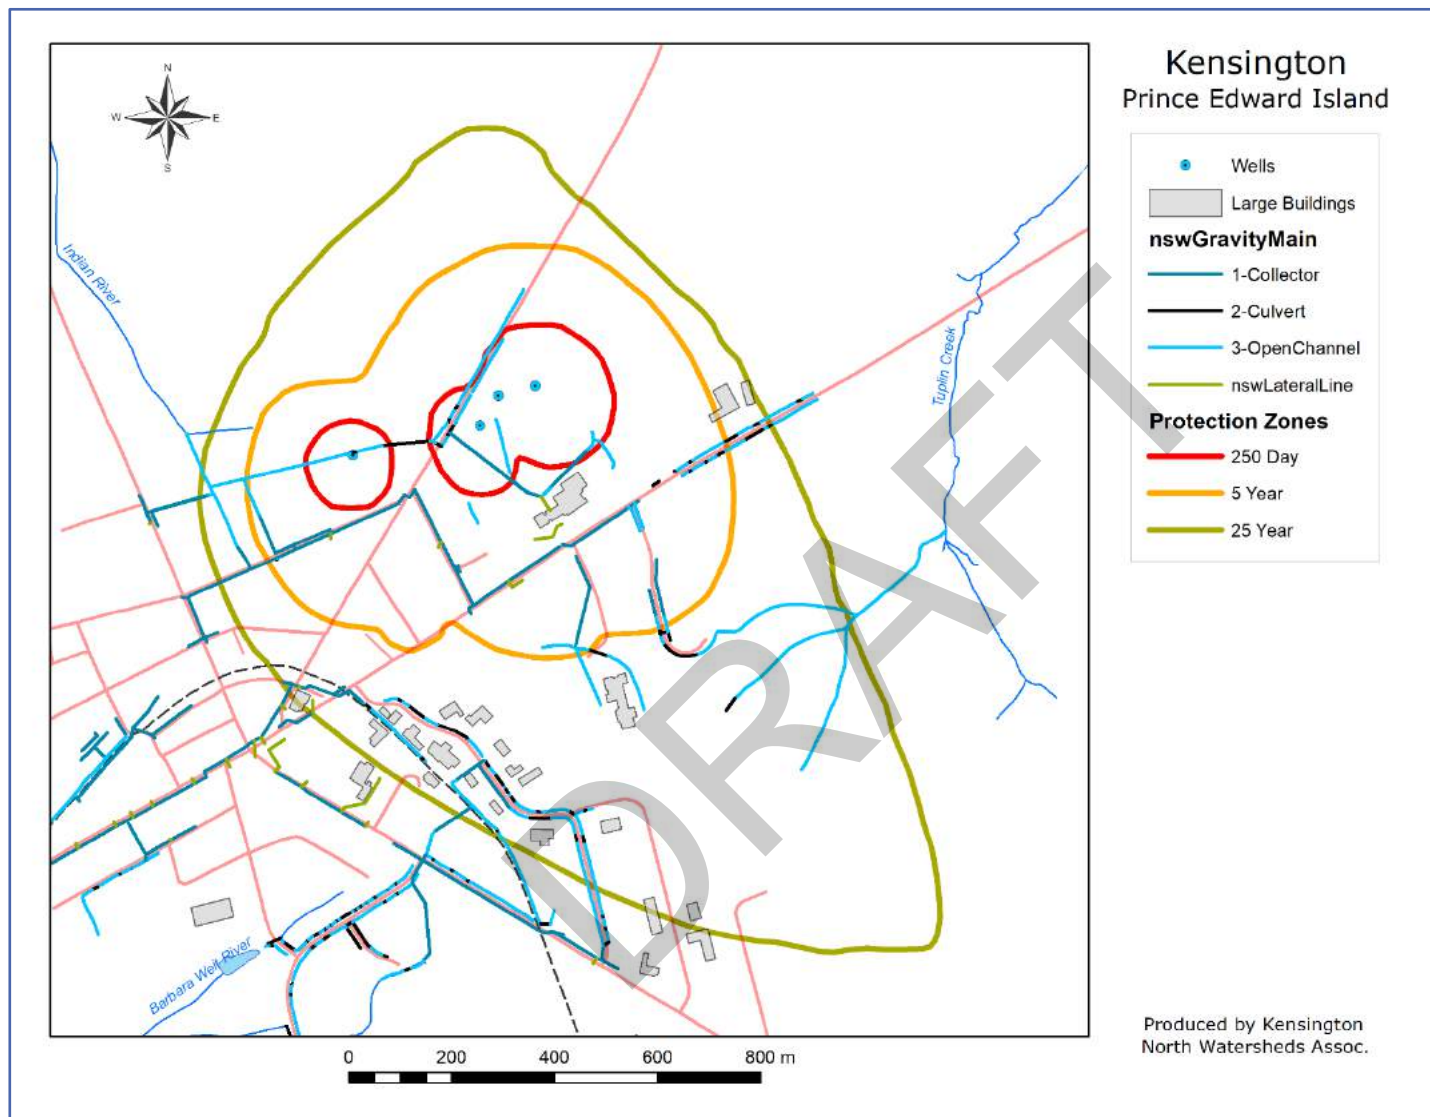 Kensington
Prince Edward Island
N
W
E
S
Wells
Large Buildings
nswGravityMain
1-Collector
2-Culvert
3-OpenChannel
nswLateralLine
Protection Zones
250 Day
5 Year
25 Year
Indian River
Tuplin Creek
Barbara Weit River
DRAFT
0 200 400 600 800 m
Produced by Kensington
North Watersheds Assoc.